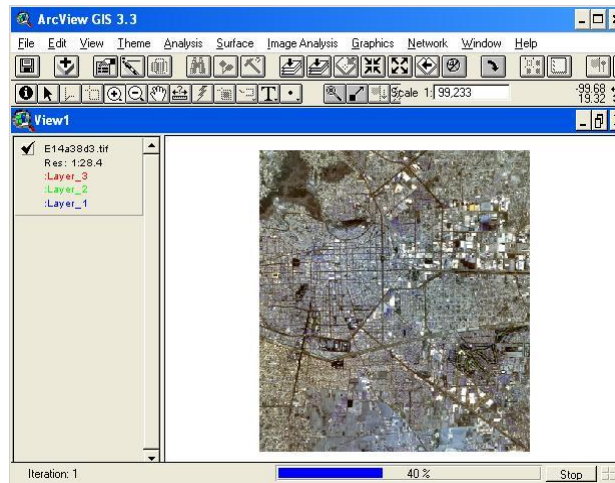 ArcView GIS 3.3
File Edit View Theme Analysis Surface Image Analysis Graphics Network Window Help
Scale 1: 99,233
-99.68
19.32
View1
E14a38d3.tif
Res: 1:28.4
:Layer_3
:Layer_2
:Layer_1
Iteration: 1
40 %
Stop